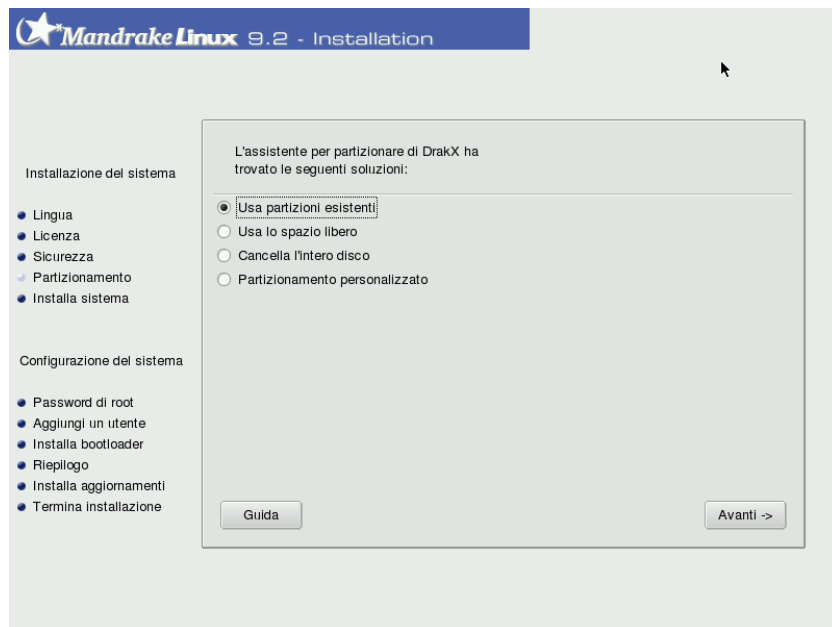 MandrakeLinux 9.2 - Installation
L'assistente per partizionare di DrakX ha
trovato le seguenti soluzioni:
Usa partizioni esistenti
Usa lo spazio libero
Cancella l'intero disco
Partizionamento personalizzato
Guida
Avanti ->
Installazione del sistema
Lingua
Licenza
Sicurezza
Partizionamento
Installa sistema
Configurazione del sistema
Password di root
Aggiungi un utente
Installa bootloader
Riepilogo
Installa aggiornamenti
Termina installazione